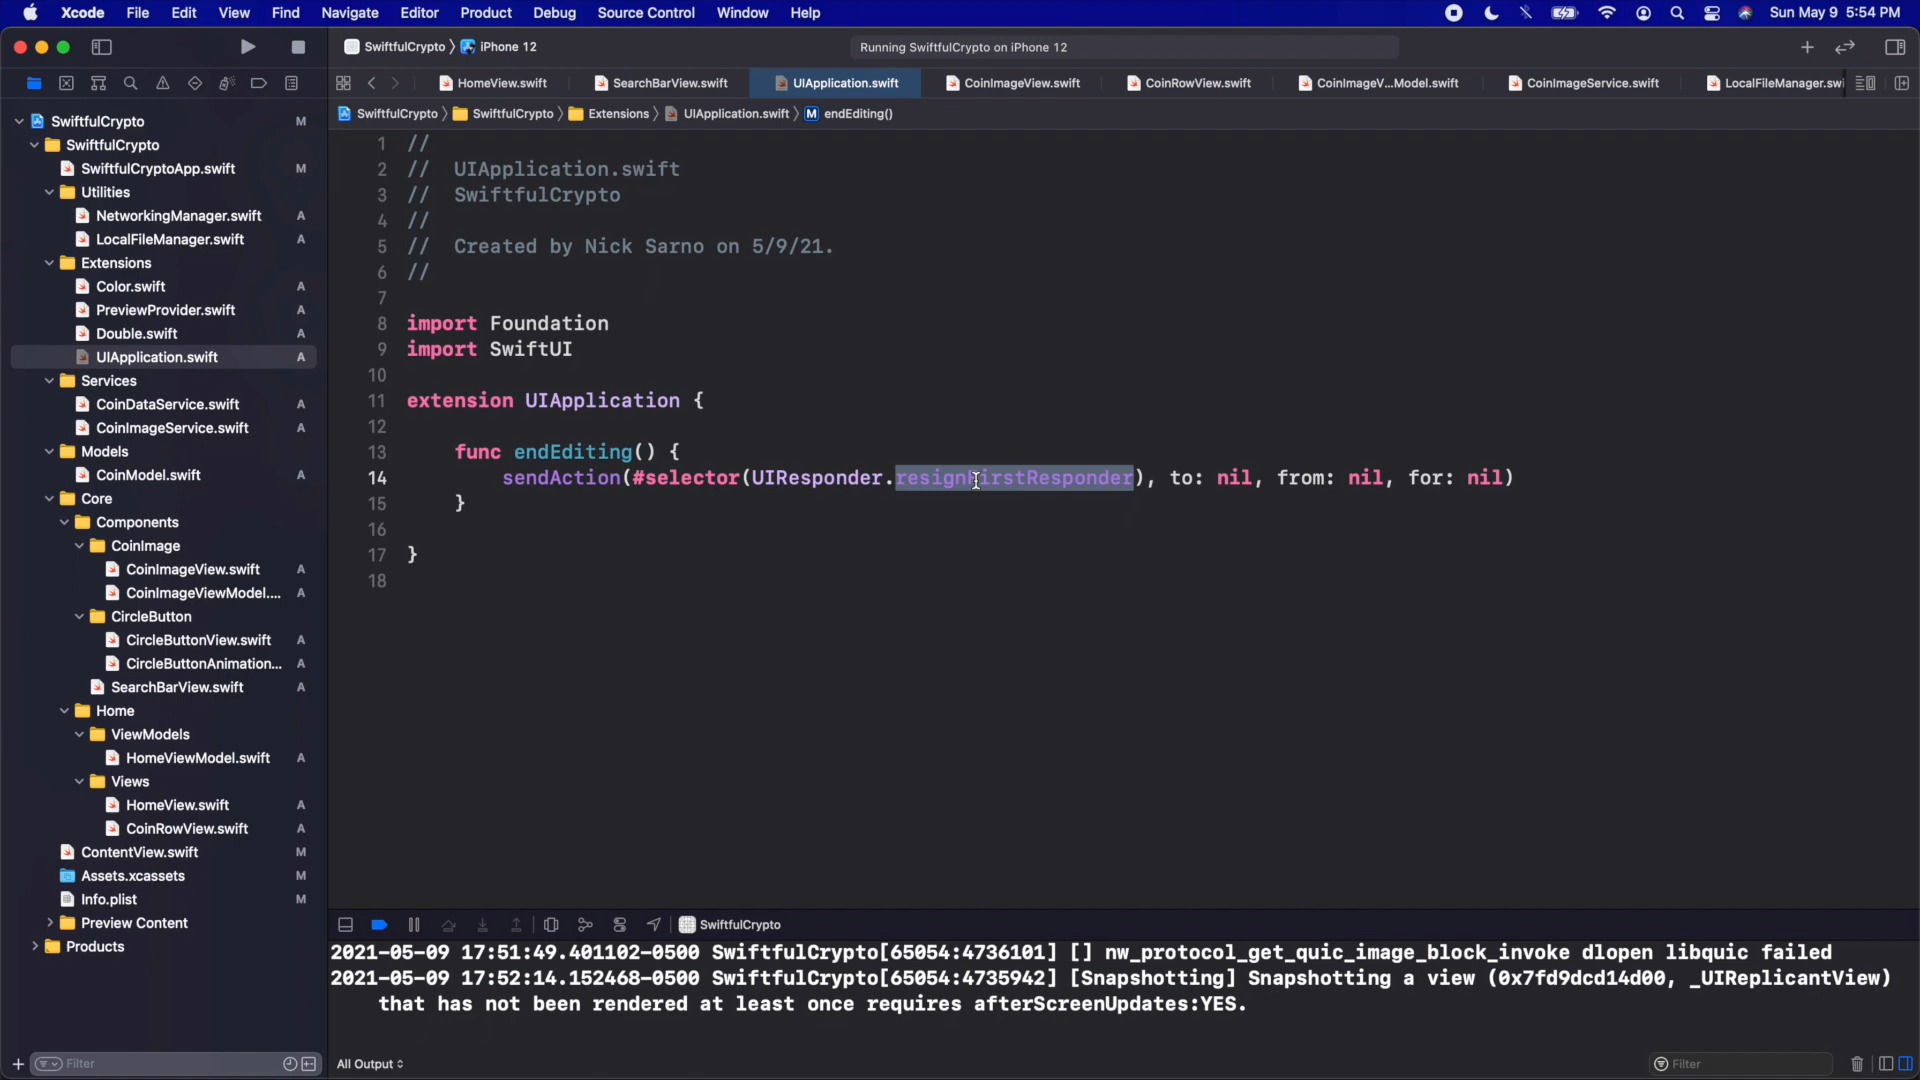 Xcode File Edit View Find Navigate Editor Product Debug Source Control Window Help Sun May 9 5:54 PM
SwiftfulCrypto iPhone 12 Running SwiftfulCrypto on iPhone 12
HomeView.swift SearchBarView.swift UIApplication.swift CoinImageView.swift CoinRowView.swift CoinImageV...Model.swift CoinImageService.swift LocalFileManager.swi
SwiftfulCrypto SwiftfulCrypto Extensions UIApplication.swift M endEditing()
SwiftfulCrypto M
SwiftfulCrypto
SwiftfulCryptoApp.swift M
Utilities
NetworkingManager.swift A
LocalFileManager.swift A
Extensions
Color.swift A
PreviewProvider.swift A
Double.swift A
UIApplication.swift A
Services
CoinDataService.swift A
CoinImageService.swift A
Models
CoinModel.swift A
Core
Components
CoinImage
CoinImageView.swift A
CoinImageViewModel.... A
CircleButton
CircleButtonView.swift A
CircleButtonAnimation... A
SearchBarView.swift A
Home
ViewModels
HomeViewModel.swift A
Views
HomeView.swift A
CoinRowView.swift A
ContentView.swift M
Assets.xcassets M
Info.plist M
Preview Content
Products
Filter
1 //
2 // UIApplication.swift
3 // SwiftfulCrypto
4 //
5 // Created by Nick Sarno on 5/9/21.
6 //
7
8 import Foundation
9 import SwiftUI
10
11 extension UIApplication {
12
13 func endEditing() {
14 sendAction(#selector(UIResponder.resignFirstResponder), to: nil, from: nil, for: nil)
15 }
16
17 }
18
SwiftfulCrypto
2021-05-09 17:51:49.401102-0500 SwiftfulCrypto[65054:4736101] [] nw_protocol_get_quic_image_block_invoke dlopen libquic failed
2021-05-09 17:52:14.152468-0500 SwiftfulCrypto[65054:4735942] [Snapshotting] Snapshotting a view (0x7fd9dcd14d00, _UIReplicantView)
that has not been rendered at least once requires afterScreenUpdates:YES.
All Output Filter